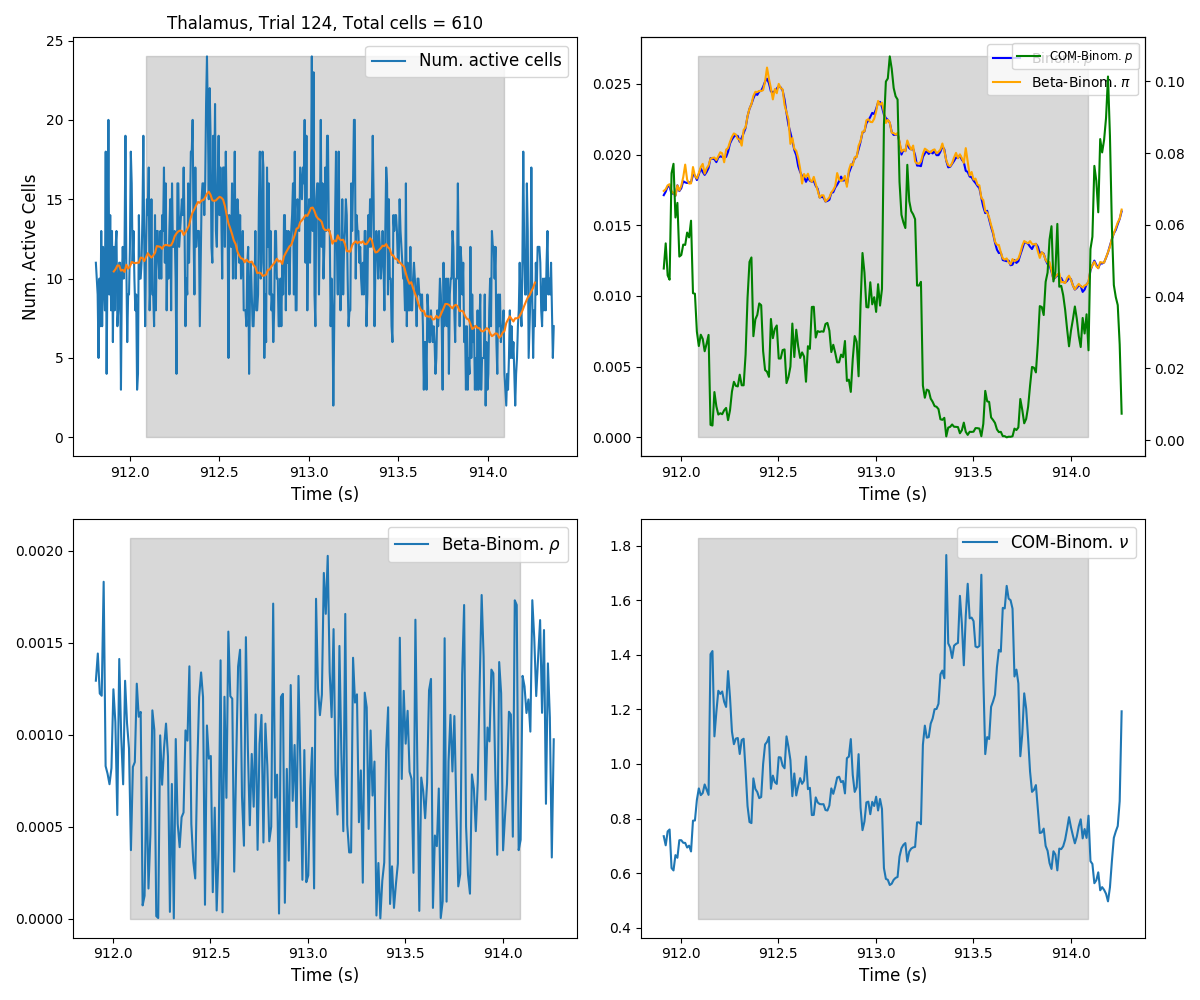 Thalamus, Trial 124, Total cells = 610
Num. active cells
Num. Active Cells
25
20
15
10
5
0
912.0 912.5 913.0 913.5 914.0
Time (s)
COM-Binom. p
Beta-Binom. π
0.025
0.020
0.015
0.010
0.005
0.000
0.10
0.08
0.06
0.04
0.02
0.00
912.0 912.5 913.0 913.5 914.0
Time (s)
Beta-Binom. ρ
0.0020
0.0015
0.0010
0.0005
0.0000
912.0 912.5 913.0 913.5 914.0
Time (s)
COM-Binom. ν
1.8
1.6
1.4
1.2
1.0
0.8
0.6
0.4
912.0 912.5 913.0 913.5 914.0
Time (s)